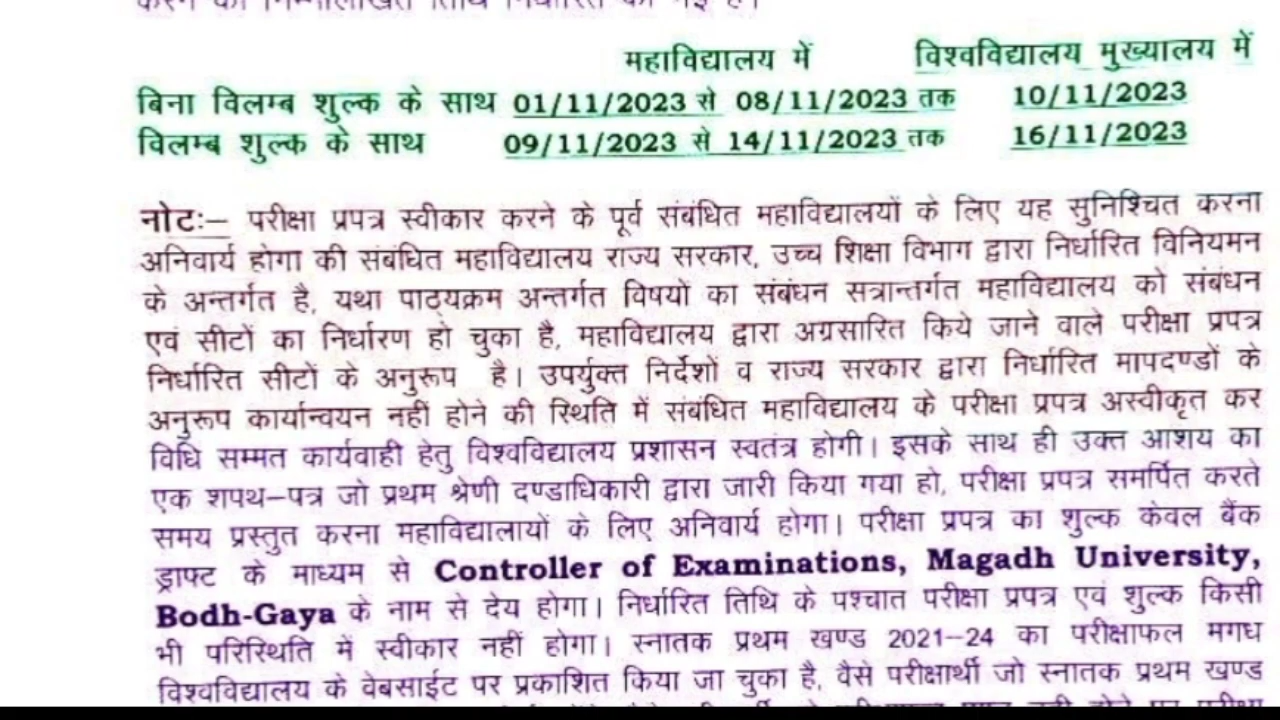 करने की निम्नलिखित तिथि निर्धारित की गई है।
महाविद्यालय में विश्वविद्यालय मुख्यालय में
बिना विलम्ब शुल्क के साथ 01/11/2023 से 08/11/2023 तक 10/11/2023
विलम्ब शुल्क के साथ 09/11/2023 से 14/11/2023 तक 16/11/2023
नोटः– परीक्षा प्रपत्र स्वीकार करने के पूर्व संबंधित महाविद्यालयों के लिए यह सुनिश्चित करना
अनिवार्य होगा की संबंधित महाविद्यालय राज्य सरकार, उच्च शिक्षा विभाग द्वारा निर्धारित विनियमन
के अन्तर्गत है, यथा पाठ्यक्रम अन्तर्गत विषयों का संबंधन सत्रान्तर्गत महाविद्यालय को संबंधन
एवं सीटों का निर्धारण हो चुका है, महाविद्यालय द्वारा अग्रसारित किये जाने वाले परीक्षा प्रपत्र
निर्धारित सीटों के अनुरूप है। उपर्युक्त निर्देशों व राज्य सरकार द्वारा निर्धारित मापदण्डों के
अनुरूप कार्यान्वयन नहीं होने की स्थिति में संबंधित महाविद्यालय के परीक्षा प्रपत्र अस्वीकृत कर
विधि सम्मत कार्यवाही हेतु विश्वविद्यालय प्रशासन स्वतंत्र होगी। इसके साथ ही उक्त आशय का
एक शपथ–पत्र जो प्रथम श्रेणी दण्डाधिकारी द्वारा जारी किया गया हो, परीक्षा प्रपत्र समर्पित करते
समय प्रस्तुत करना महाविद्यालायों के लिए अनिवार्य होगा। परीक्षा प्रपत्र का शुल्क केवल बैंक
ड्राफ्ट के माध्यम से Controller of Examinations, Magadh University,
Bodh-Gaya के नाम से देय होगा। निर्धारित तिथि के पश्चात परीक्षा प्रपत्र एवं शुल्क किसी
भी परिस्थिति में स्वीकार नहीं होगा। स्नातक प्रथम खण्ड 2021–24 का परीक्षाफल मगध
विश्वविद्यालय के वेबसाईट पर प्रकाशित किया जा चुका है, वैसे परीक्षार्थी जो स्नातक प्रथम खण्ड